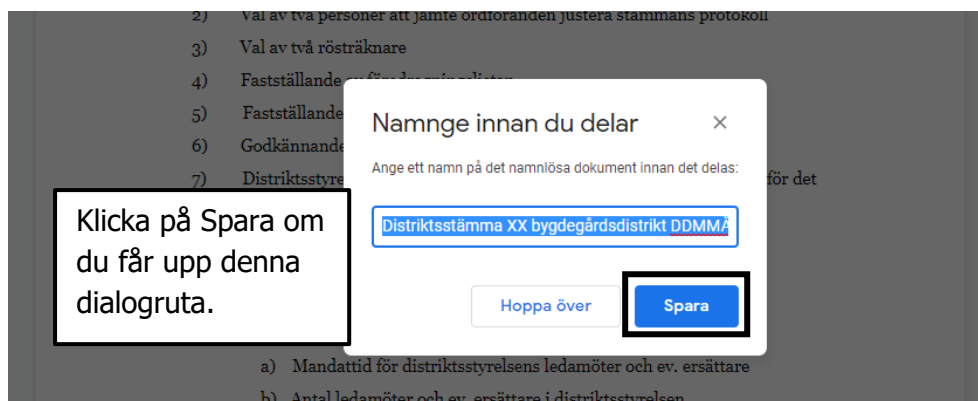 2) Val av två personer att jämte ordföranden justera stämmans protokoll
3) Val av två rösträknare
4) Fastställande av föredragningslistan
5) Fastställande
6) Godkännande
7) Distriktsstyre för det
Namnge innan du delar
Ange ett namn på det namnlösa dokument innan det delas:
Distriktsstämma XX bygdegårdsdistrikt DDMMÅ
Hoppa över Spara
Klicka på Spara om
du får upp denna
dialogruta.
a) Mandattid för distriktsstyrelsens ledamöter och ev. ersättare
b) Antal ledamöter och ev. ersättare i distriktsstyrelsen